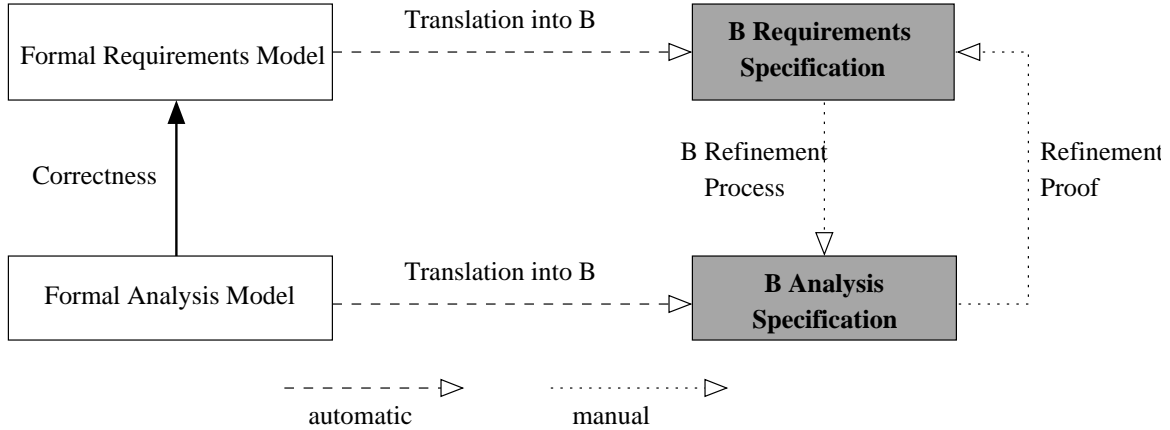 Translation into B
Formal Requirements Model
B Requirements
Specification
Correctness
B Refinement
Process
Refinement
Proof
Translation into B
Formal Analysis Model
B Analysis
Specification
automatic
manual